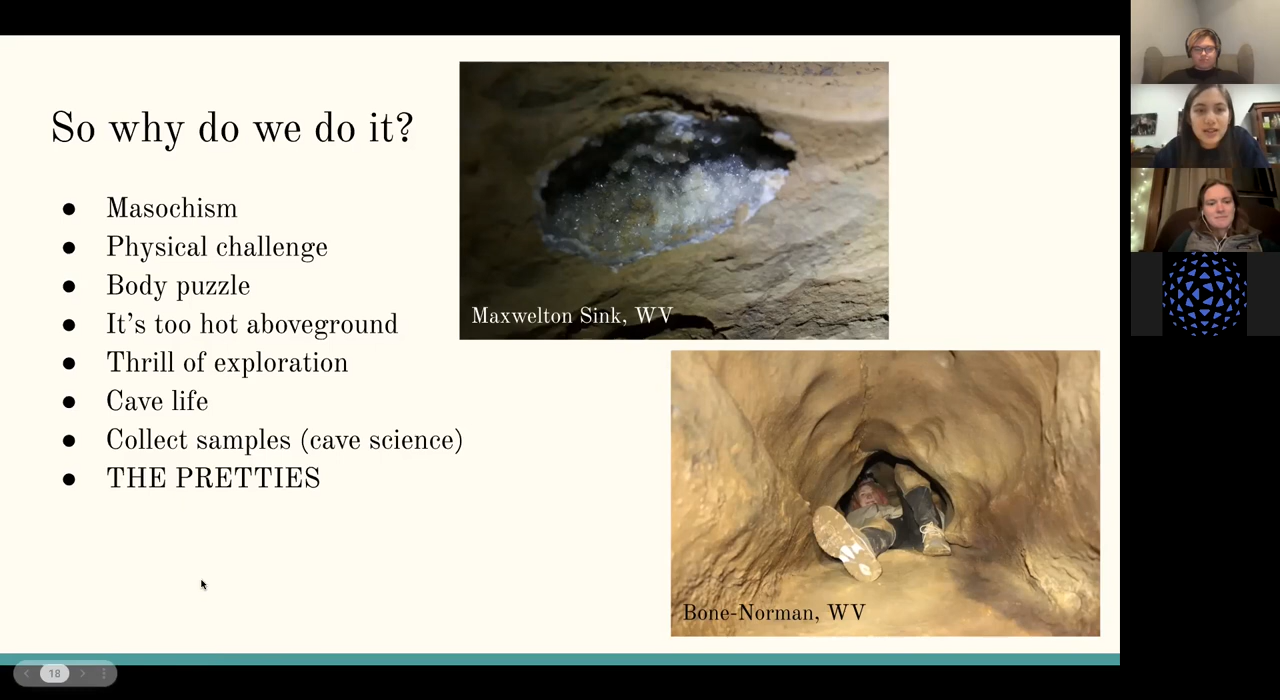 So why do we do it?
● Masochism
● Physical challenge
● Body puzzle
● It's too hot aboveground
● Thrill of exploration
● Cave life
● Collect samples (cave science)
● THE PRETTIES
Maxwelton Sink, WV
Bone-Norman, WV
18